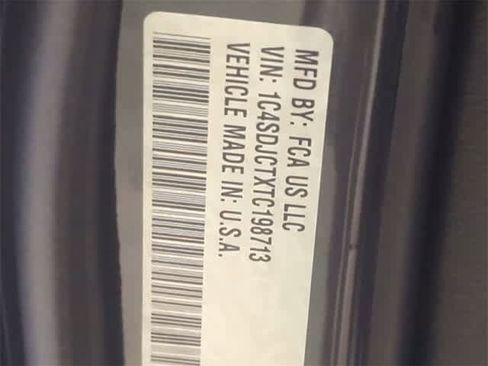 MFD BY: FCA US LLC
VIN: 1C4SDJCTXTC198713
VEHICLE MADE IN: U.S.A.